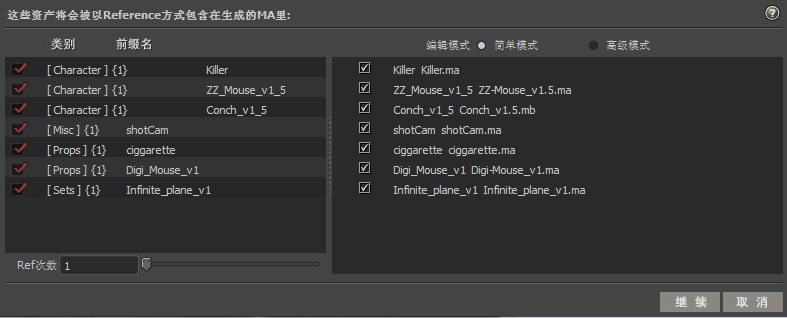 这些资产将会被以Reference方式包含在生成的MA里:
?
类别 前缀名 编辑模式 简单模式 高级模式
[ Character ] {1} Killer Killer Killer.ma
[ Character ] {1} ZZ_Mouse_v1_5 ZZ_Mouse_v1_5 ZZ-Mouse_v1.5.ma
[ Character ] {1} Conch_v1_5 Conch_v1_5 Conch_v1.5.mb
[ Misc ] {1} shotCam shotCam shotCam.ma
[ Props ] {1} ciggarette ciggarette ciggarette.ma
[ Props ] {1} Digi_Mouse_v1 Digi_Mouse_v1 Digi-Mouse_v1.ma
[ Sets ] {1} Infinite_plane_v1 Infinite_plane_v1 Infinite_plane_v1.ma
Ref次数 1
继 续 取 消